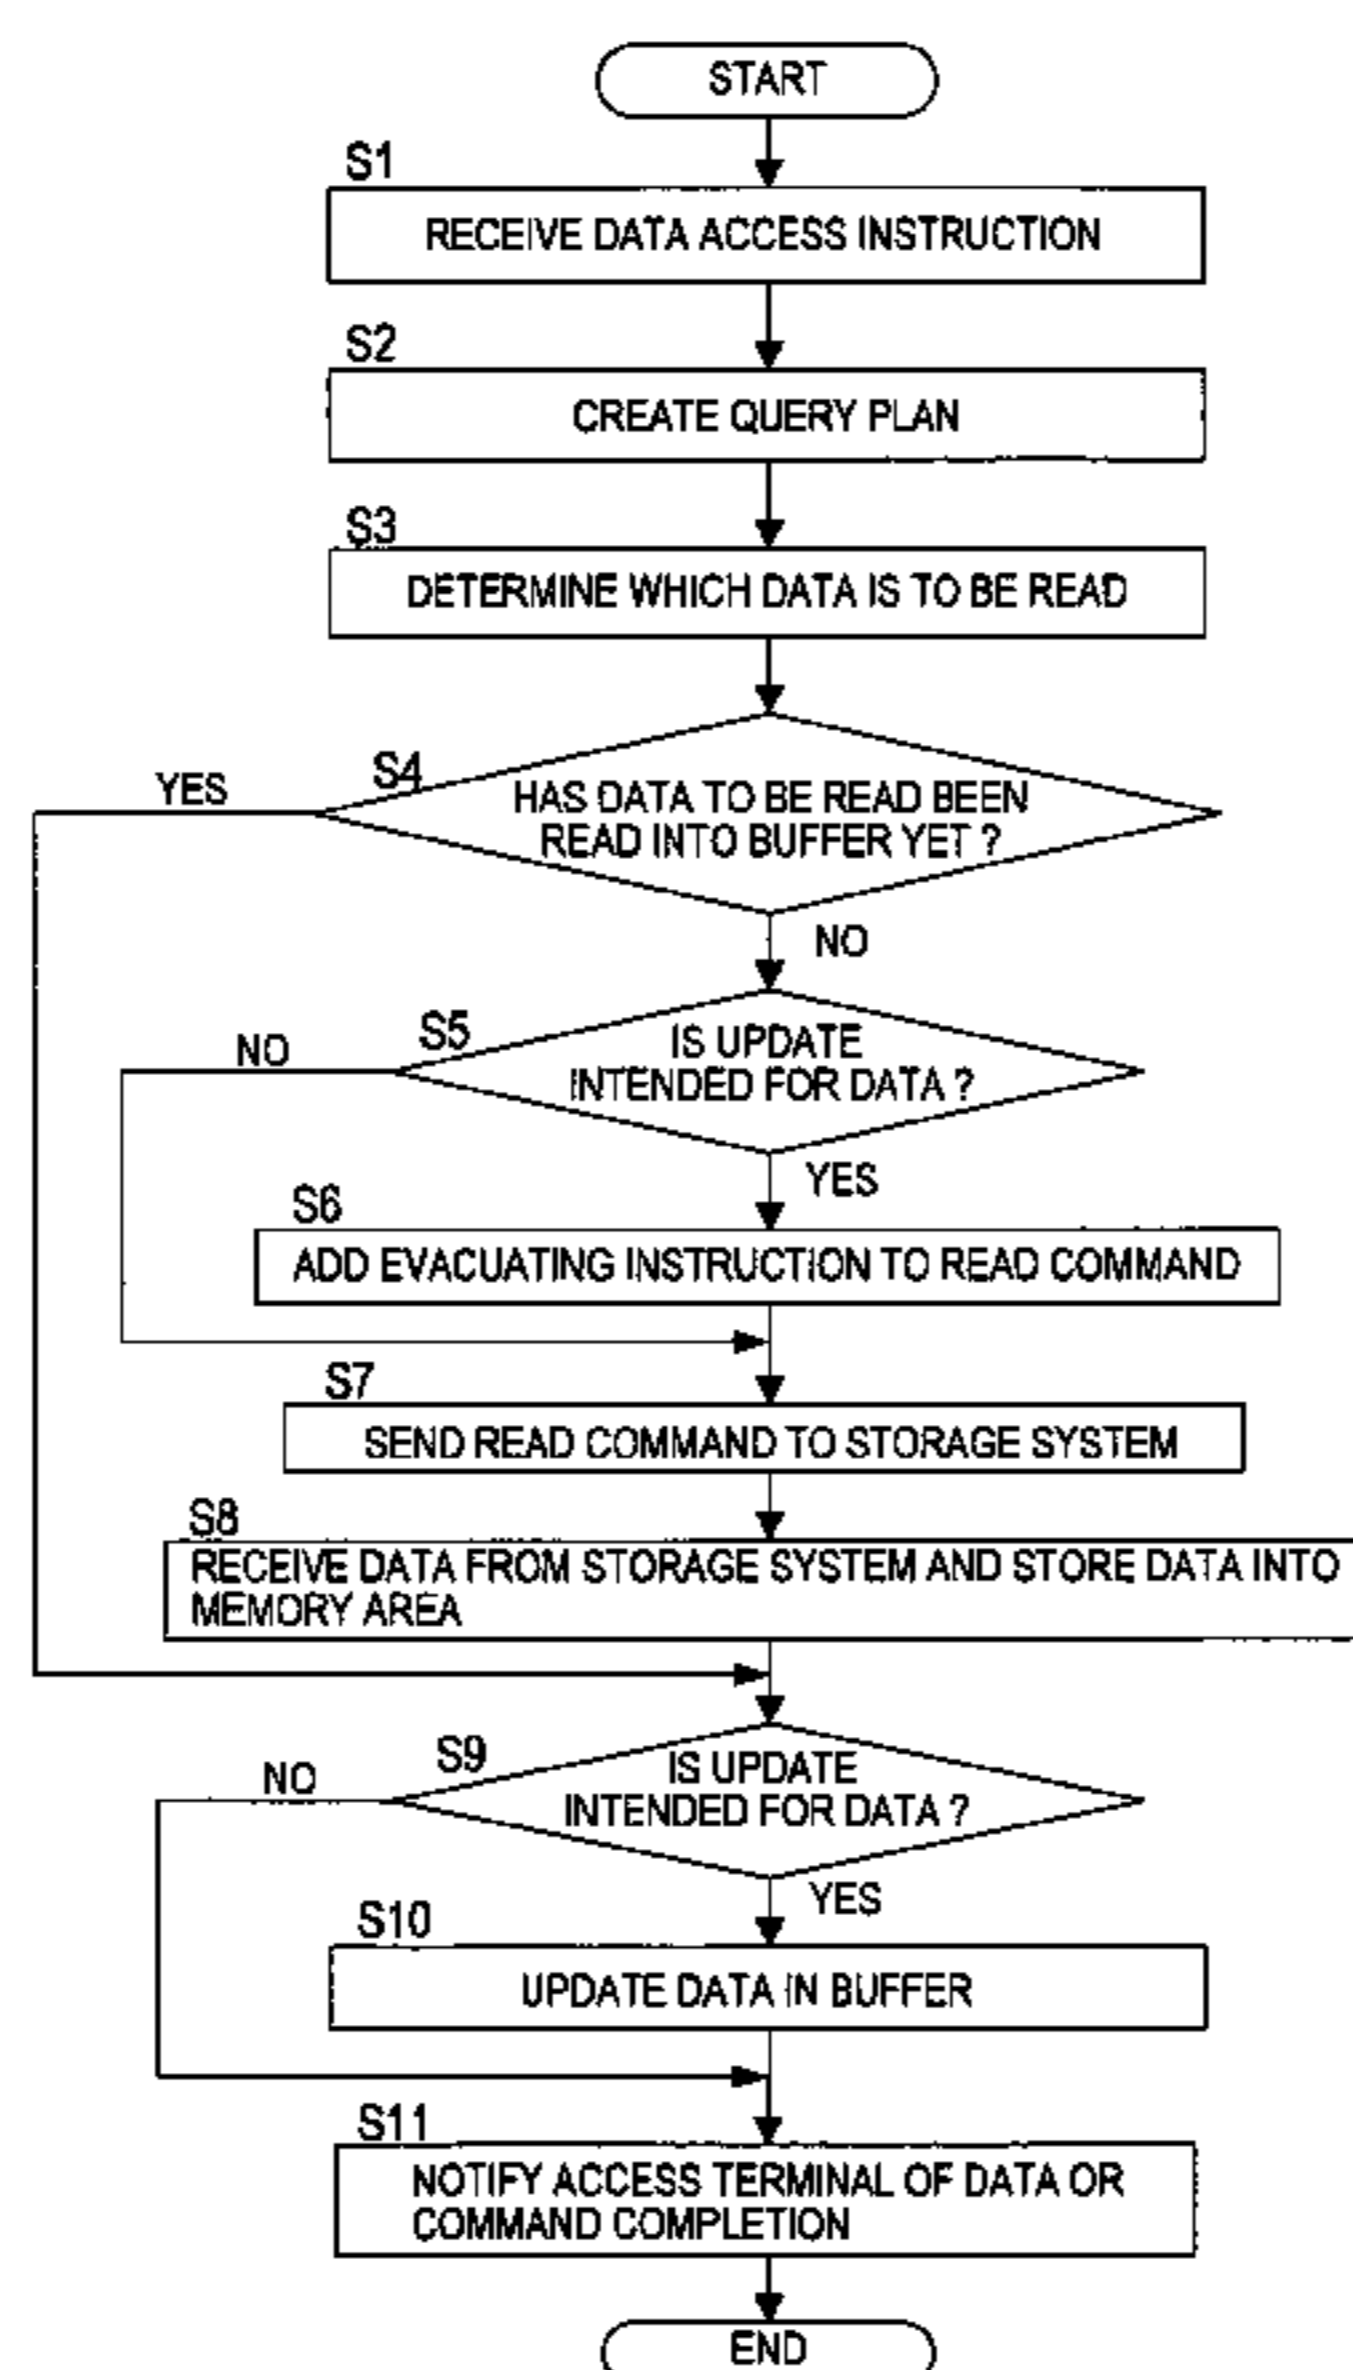 START
S1
RECEIVE DATA ACCESS INSTRUCTION
S2
CREATE QUERY PLAN
S3
DETERMINE WHICH DATA IS TO BE READ
S4
YES
HAS DATA TO BE READ BEEN
READ INTO BUFFER YET ?
NO
S5
NO
IS UPDATE
INTENDED FOR DATA ?
YES
S6
ADD EVACUATING INSTRUCTION TO READ COMMAND
S7
SEND READ COMMAND TO STORAGE SYSTEM
S8
RECEIVE DATA FROM STORAGE SYSTEM AND STORE DATA INTO
MEMORY AREA
S9
NO
IS UPDATE
INTENDED FOR DATA ?
YES
S10
UPDATE DATA IN BUFFER
S11
NOTIFY ACCESS TERMINAL OF DATA OR
COMMAND COMPLETION
END